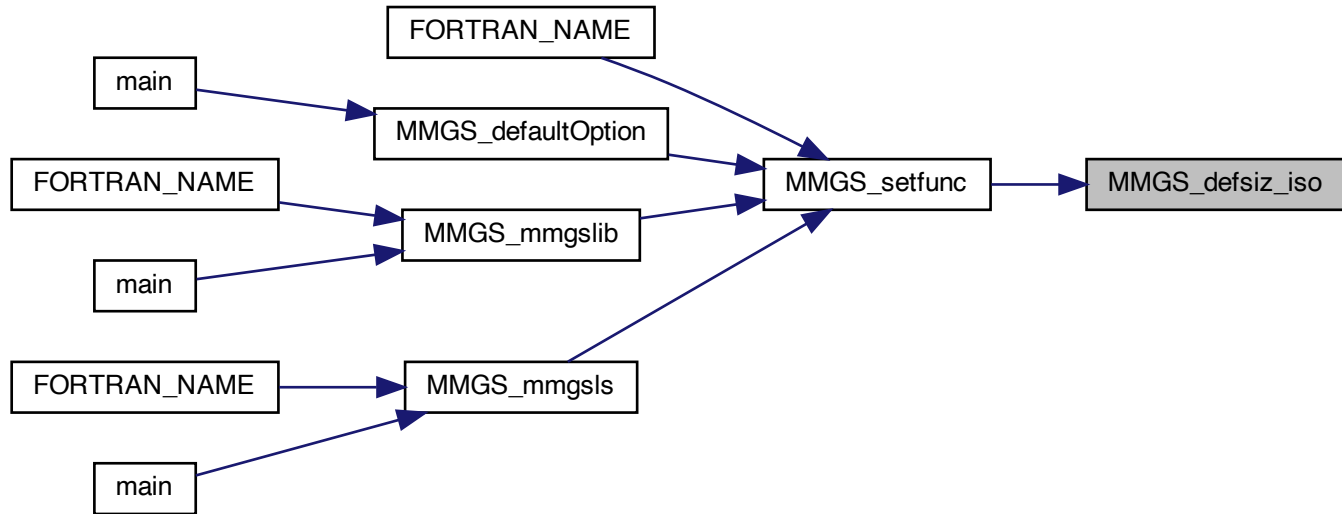 FORTRAN_NAME
main
MMGS_defaultOption
FORTRAN_NAME
MMGS_setfunc
MMGS_defsiz_iso
MMGS_mmgslib
main
FORTRAN_NAME
MMGS_mmgsls
main